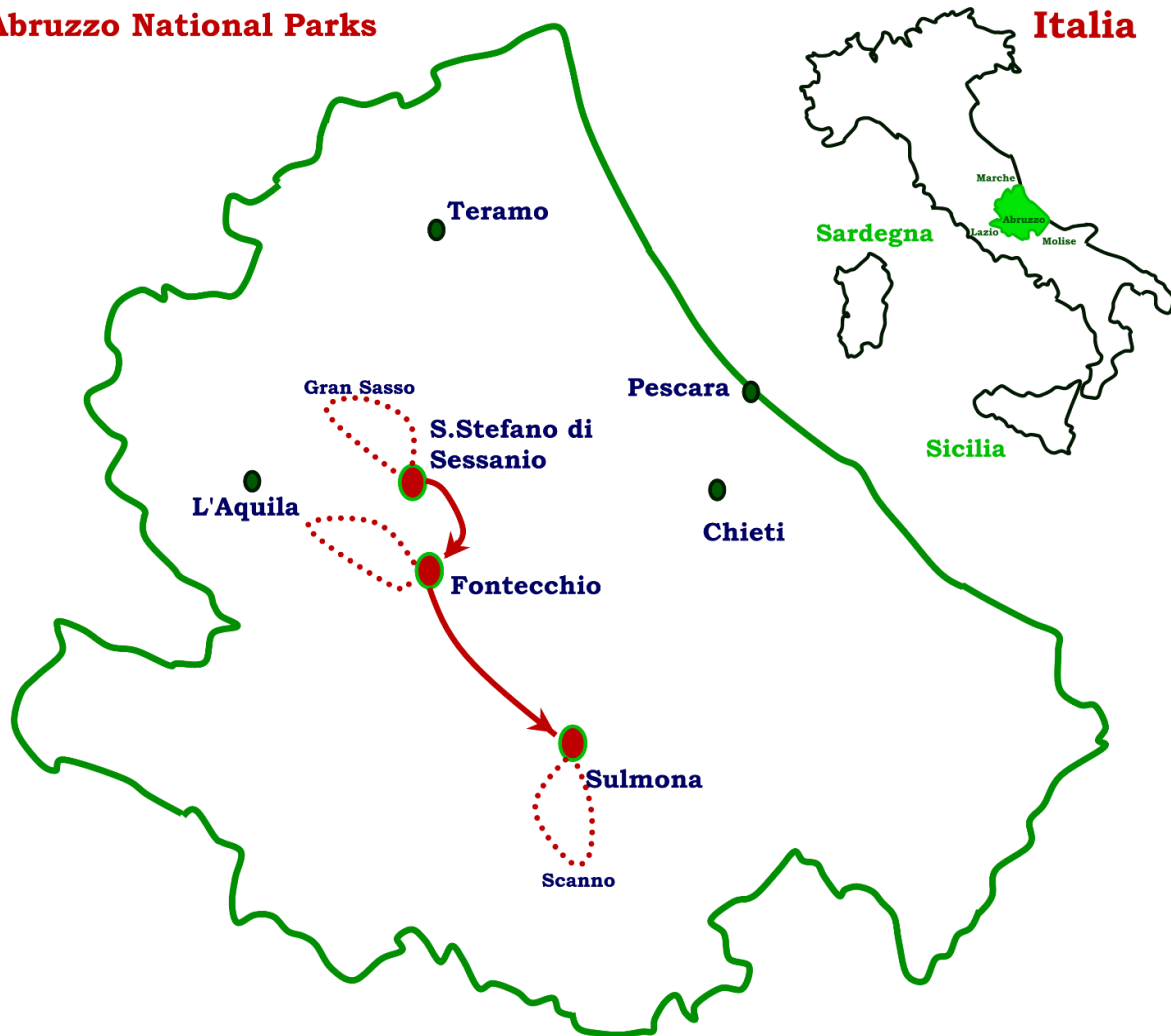 Abruzzo National Parks
Italia
Marche
Abruzzo
Lazio
Molise
Sardegna
Sicilia
Teramo
Gran Sasso
Pescara
S.Stefano di
Sessanio
L'Aquila
Chieti
Fontecchio
Sulmona
Scanno